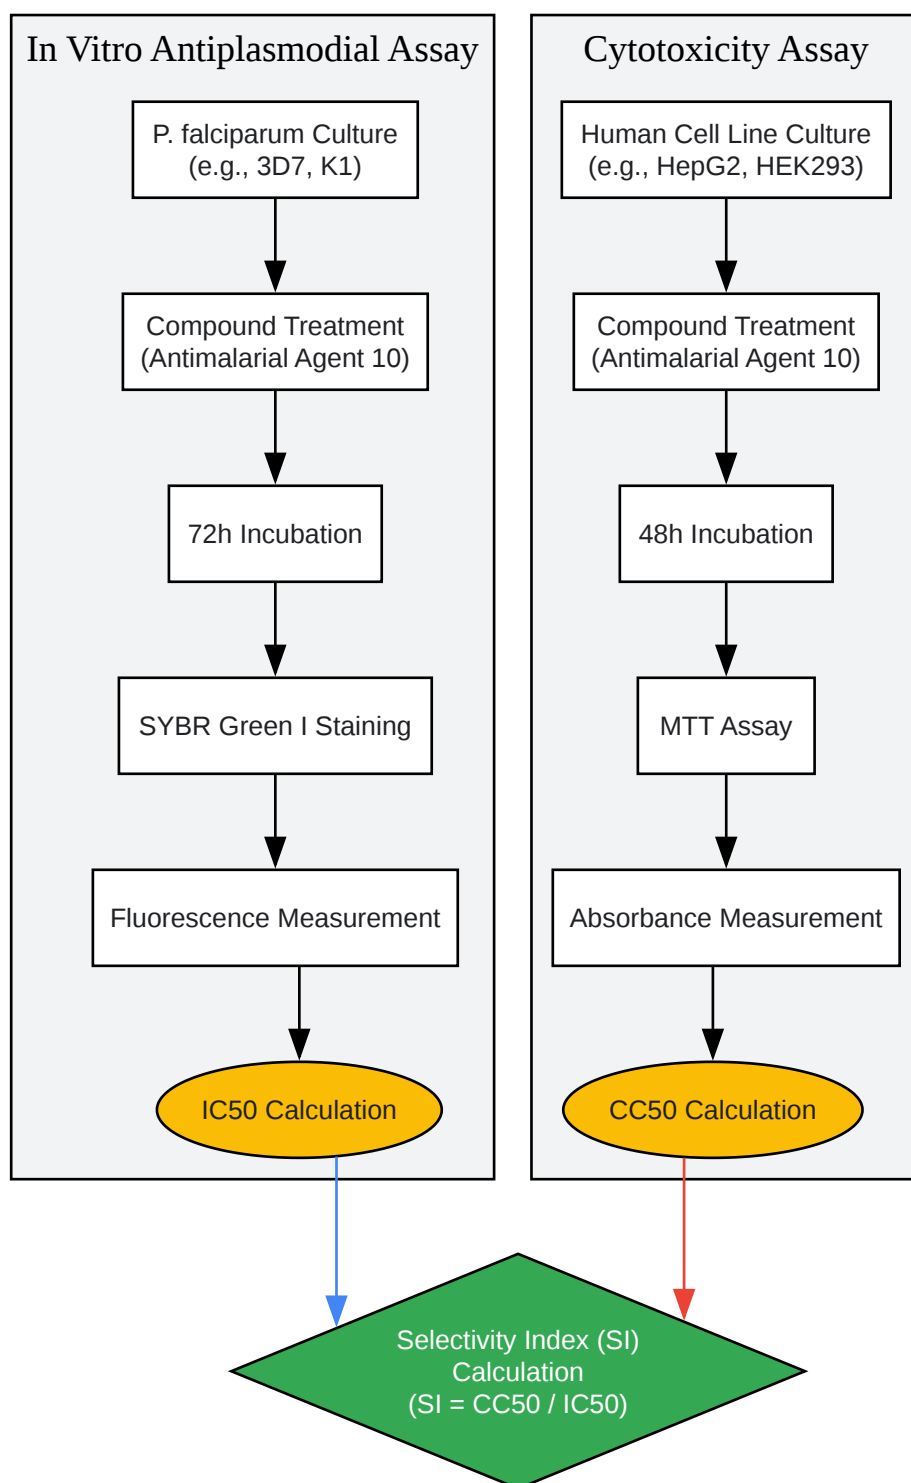 In Vitro Antiplasmodial Assay
P. falciparum Culture
(e.g., 3D7, K1)
Compound Treatment
(Antimalarial Agent 10)
72h Incubation
SYBR Green I Staining
Fluorescence Measurement
IC50 Calculation
Cytotoxicity Assay
Human Cell Line Culture
(e.g., HepG2, HEK293)
Compound Treatment
(Antimalarial Agent 10)
48h Incubation
MTT Assay
Absorbance Measurement
CC50 Calculation
Selectivity Index (SI)
Calculation
(SI = CC50 / IC50)